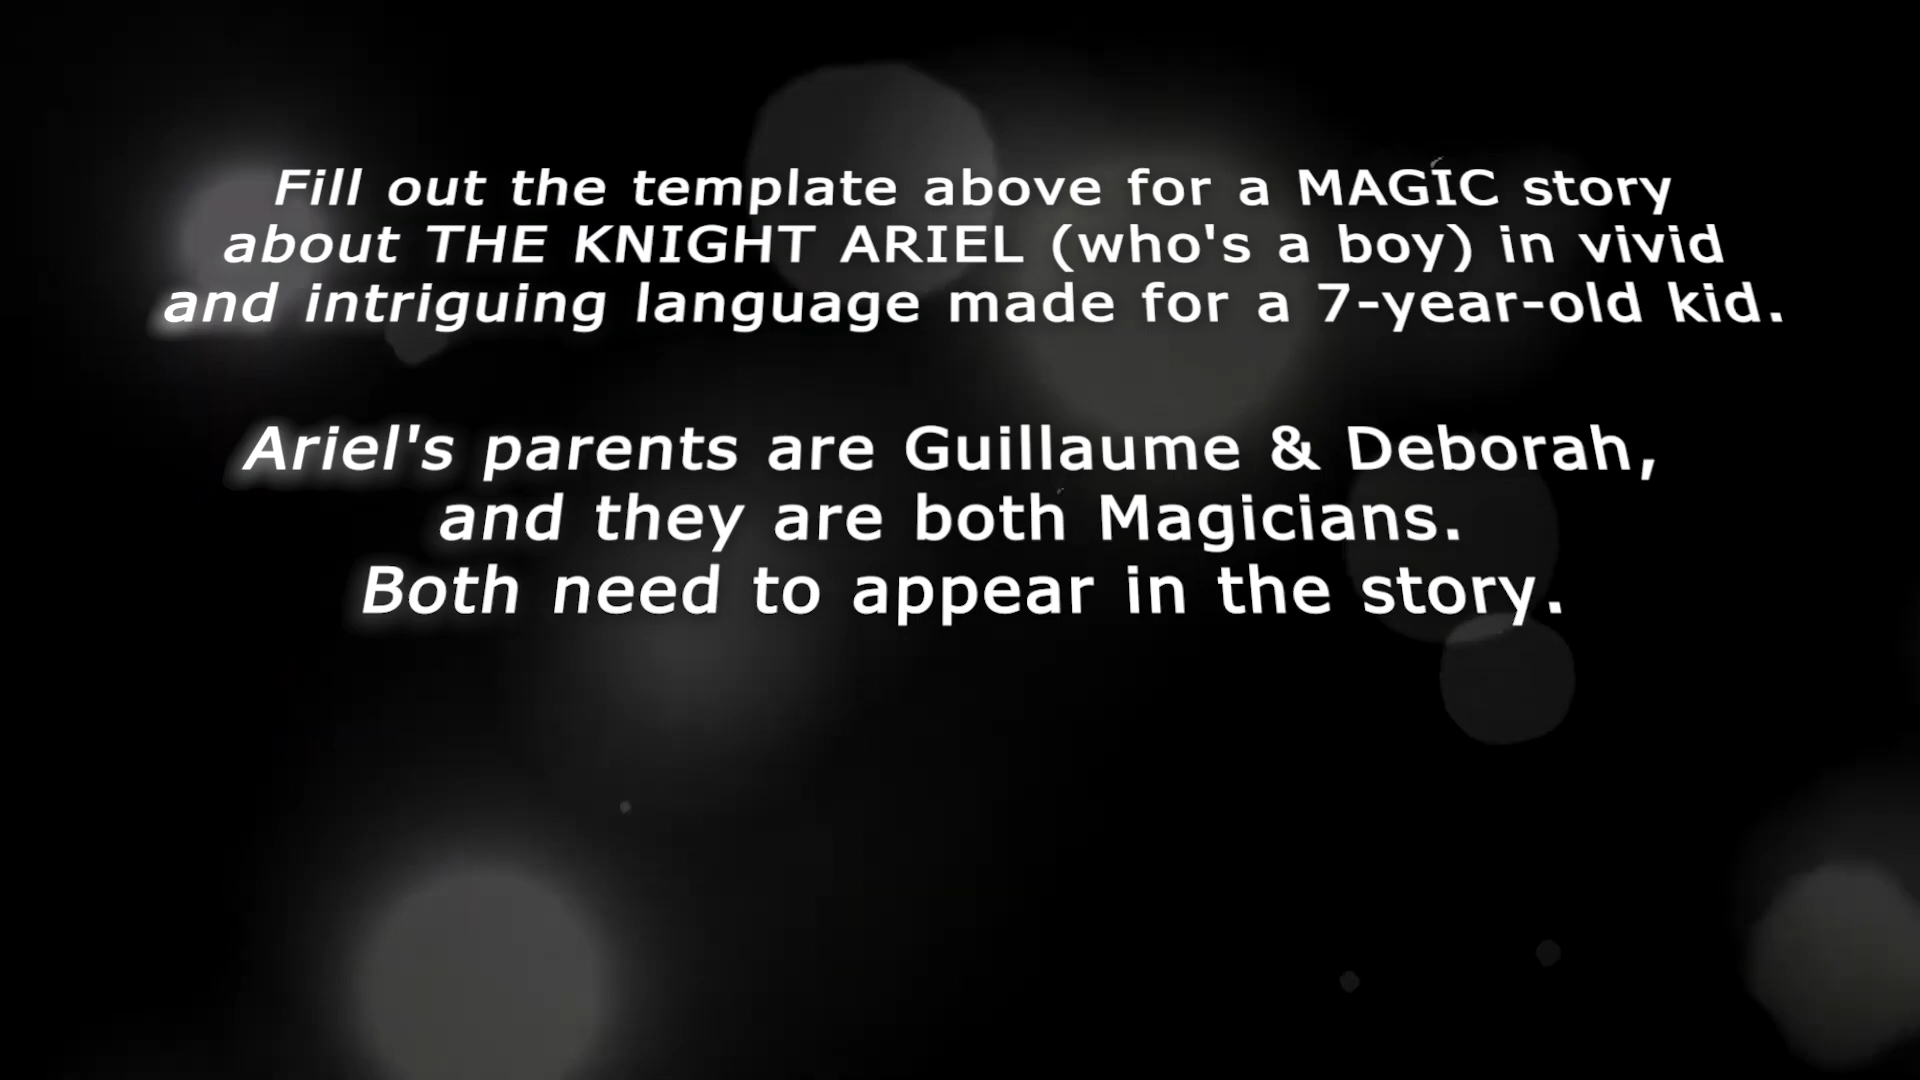 Fill out the template above for a MAGIC story
about THE KNIGHT ARIEL (who's a boy) in vivid
and intriguing language made for a 7-year-old kid.
Ariel's parents are Guillaume & Deborah,
and they are both Magicians.
Both need to appear in the story.